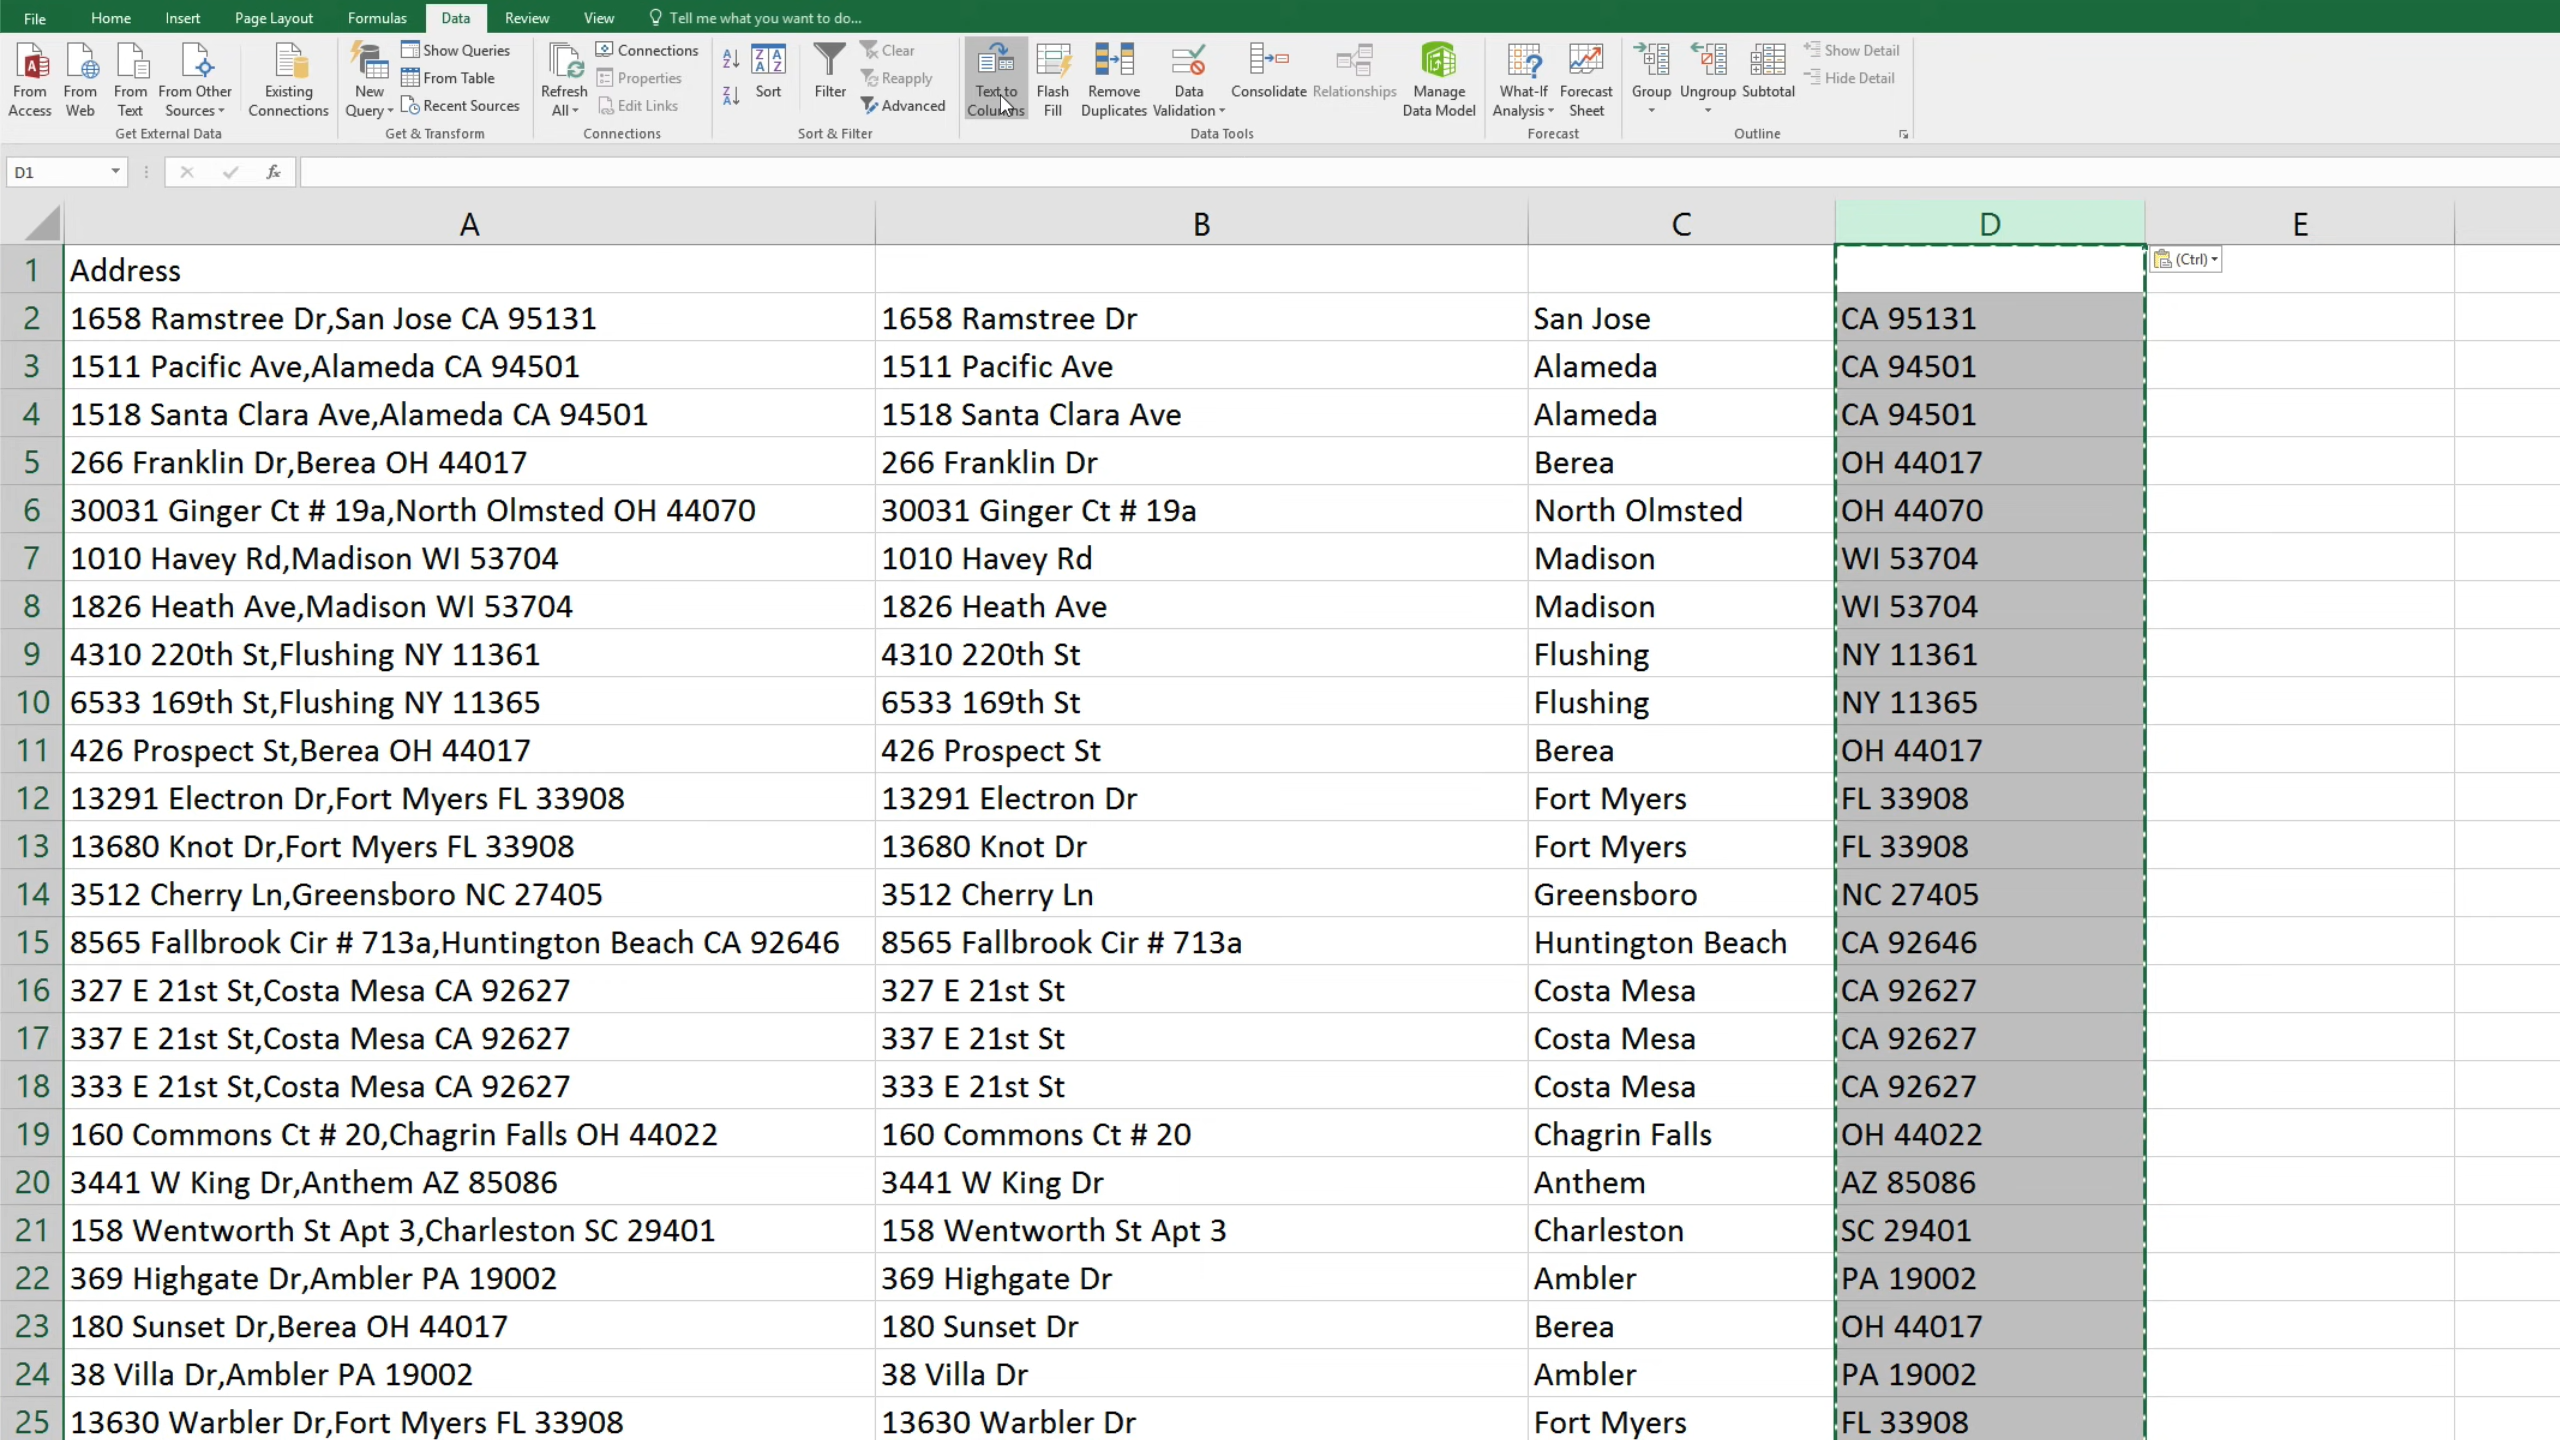 File Home Insert Page Layout Formulas Data Review View Tell me what you want to do...
From Access
From Web
From Text
From Other Sources
Existing Connections
Get External Data
New Query
Show Queries
From Table
Recent Sources
Get & Transform
Refresh All
Connections
Properties
Edit Links
Connections
Sort
Filter
Clear
Reapply
Advanced
Sort & Filter
Text to Columns
Flash Fill
Remove Duplicates
Data Validation
Consolidate
Relationships
Manage Data Model
Data Tools
What-If Analysis
Forecast Sheet
Forecast
Group
Ungroup
Subtotal
Show Detail
Hide Detail
Outline
D1 fx
A B C D E
1 Address (Ctrl)
2 1658 Ramstree Dr,San Jose CA 95131 1658 Ramstree Dr San Jose CA 95131
3 1511 Pacific Ave,Alameda CA 94501 1511 Pacific Ave Alameda CA 94501
4 1518 Santa Clara Ave,Alameda CA 94501 1518 Santa Clara Ave Alameda CA 94501
5 266 Franklin Dr,Berea OH 44017 266 Franklin Dr Berea OH 44017
6 30031 Ginger Ct # 19a,North Olmsted OH 44070 30031 Ginger Ct # 19a North Olmsted OH 44070
7 1010 Havey Rd,Madison WI 53704 1010 Havey Rd Madison WI 53704
8 1826 Heath Ave,Madison WI 53704 1826 Heath Ave Madison WI 53704
9 4310 220th St,Flushing NY 11361 4310 220th St Flushing NY 11361
10 6533 169th St,Flushing NY 11365 6533 169th St Flushing NY 11365
11 426 Prospect St,Berea OH 44017 426 Prospect St Berea OH 44017
12 13291 Electron Dr,Fort Myers FL 33908 13291 Electron Dr Fort Myers FL 33908
13 13680 Knot Dr,Fort Myers FL 33908 13680 Knot Dr Fort Myers FL 33908
14 3512 Cherry Ln,Greensboro NC 27405 3512 Cherry Ln Greensboro NC 27405
15 8565 Fallbrook Cir # 713a,Huntington Beach CA 92646 8565 Fallbrook Cir # 713a Huntington Beach CA 92646
16 327 E 21st St,Costa Mesa CA 92627 327 E 21st St Costa Mesa CA 92627
17 337 E 21st St,Costa Mesa CA 92627 337 E 21st St Costa Mesa CA 92627
18 333 E 21st St,Costa Mesa CA 92627 333 E 21st St Costa Mesa CA 92627
19 160 Commons Ct # 20,Chagrin Falls OH 44022 160 Commons Ct # 20 Chagrin Falls OH 44022
20 3441 W King Dr,Anthem AZ 85086 3441 W King Dr Anthem AZ 85086
21 158 Wentworth St Apt 3,Charleston SC 29401 158 Wentworth St Apt 3 Charleston SC 29401
22 369 Highgate Dr,Ambler PA 19002 369 Highgate Dr Ambler PA 19002
23 180 Sunset Dr,Berea OH 44017 180 Sunset Dr Berea OH 44017
24 38 Villa Dr,Ambler PA 19002 38 Villa Dr Ambler PA 19002
25 13630 Warbler Dr,Fort Myers FL 33908 13630 Warbler Dr Fort Myers FL 33908